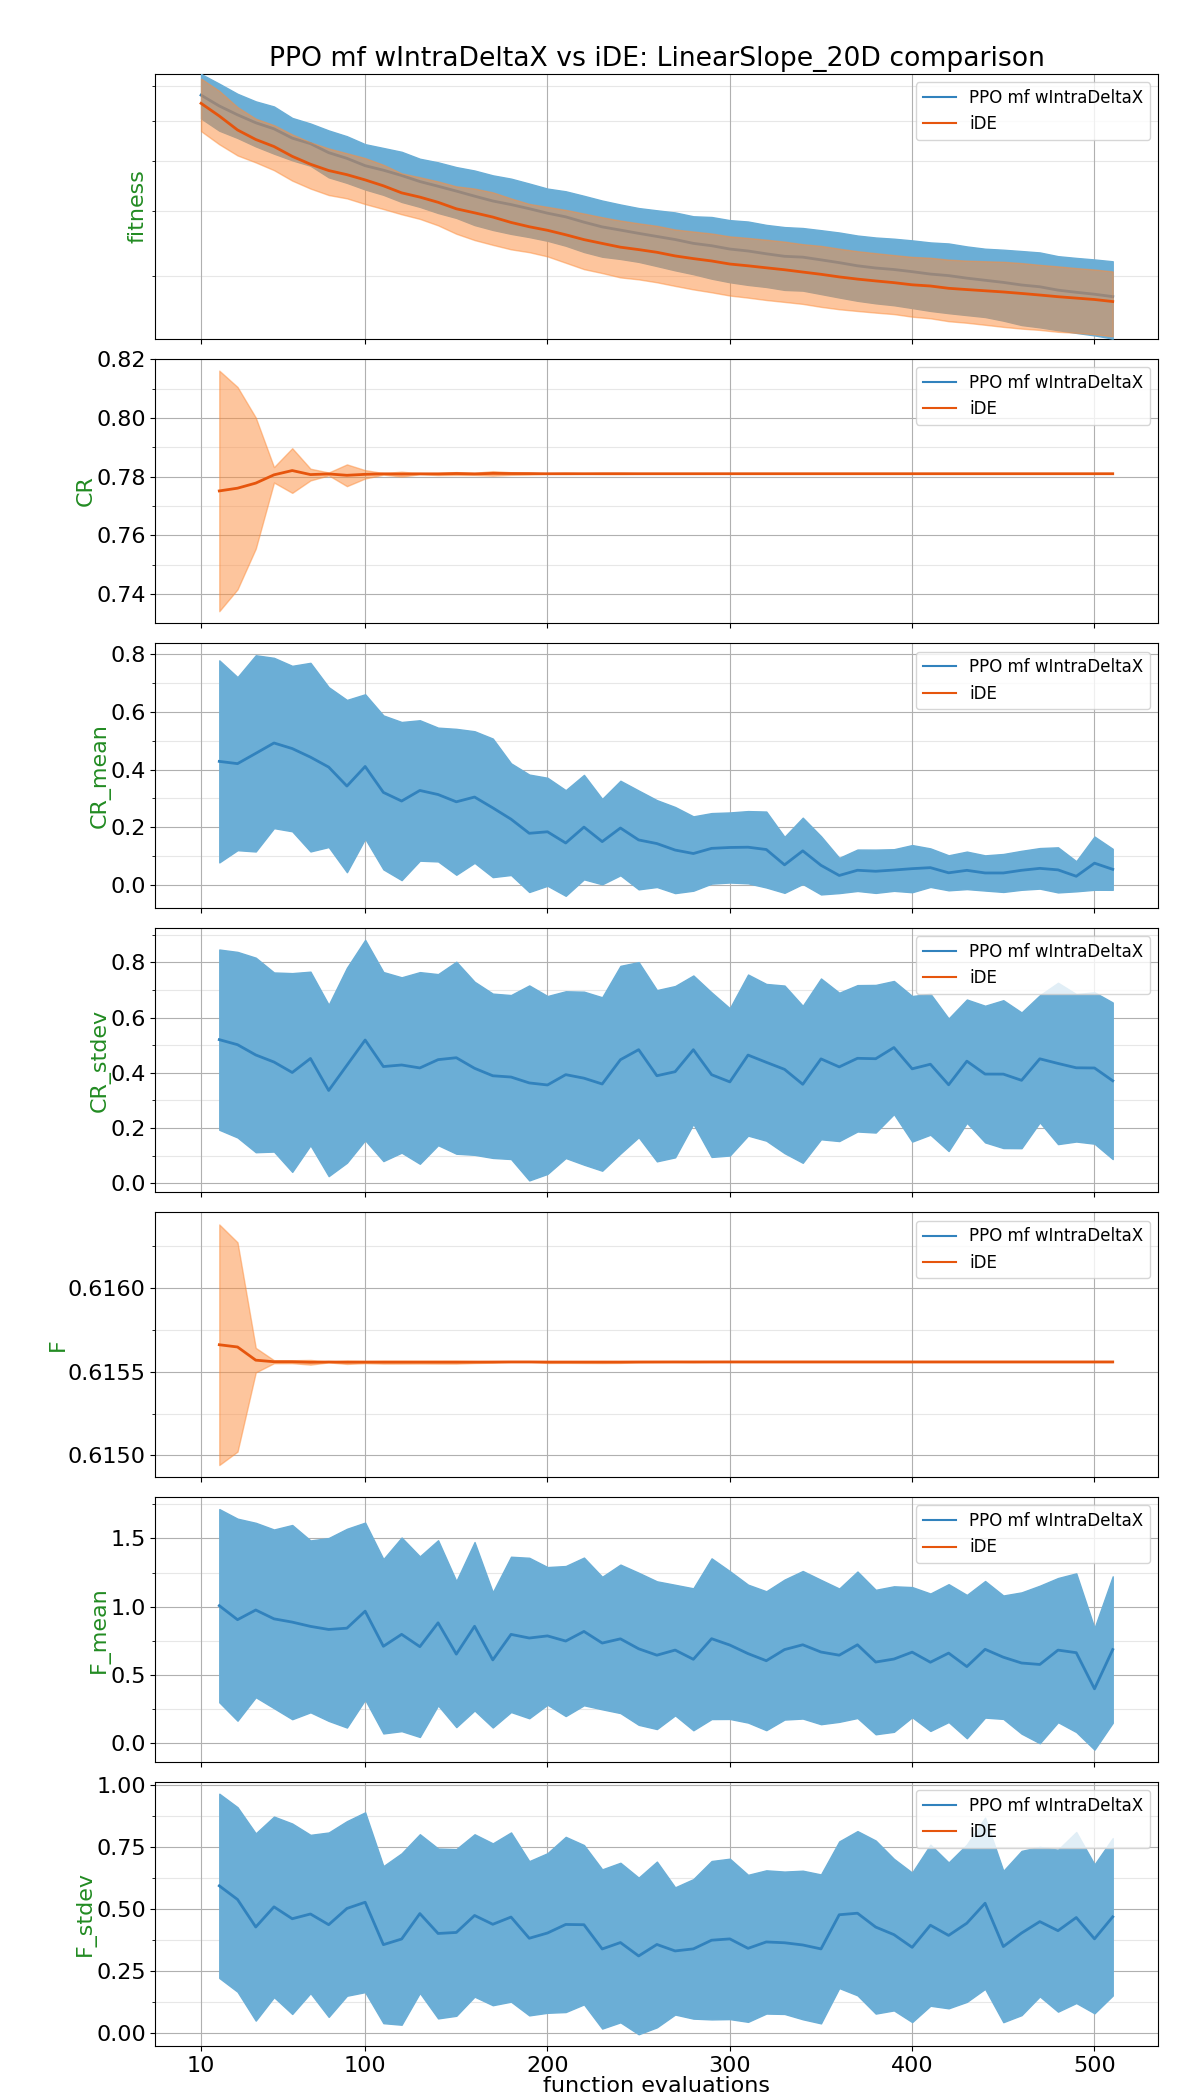 PPO mf wIntraDeltaX vs iDE: LinearSlope_20D comparison
fitness
PPO mf wIntraDeltaX
iDE
CR
0.82
0.80
0.78
0.76
0.74
PPO mf wIntraDeltaX
iDE
CR_mean
0.8
0.6
0.4
0.2
0.0
PPO mf wIntraDeltaX
iDE
CR_stdev
0.8
0.6
0.4
0.2
0.0
PPO mf wIntraDeltaX
iDE
F
0.6160
0.6155
0.6150
PPO mf wIntraDeltaX
iDE
F_mean
1.5
1.0
0.5
0.0
PPO mf wIntraDeltaX
iDE
F_stdev
1.00
0.75
0.50
0.25
0.00
PPO mf wIntraDeltaX
iDE
10 100 200 300 400 500
function evaluations